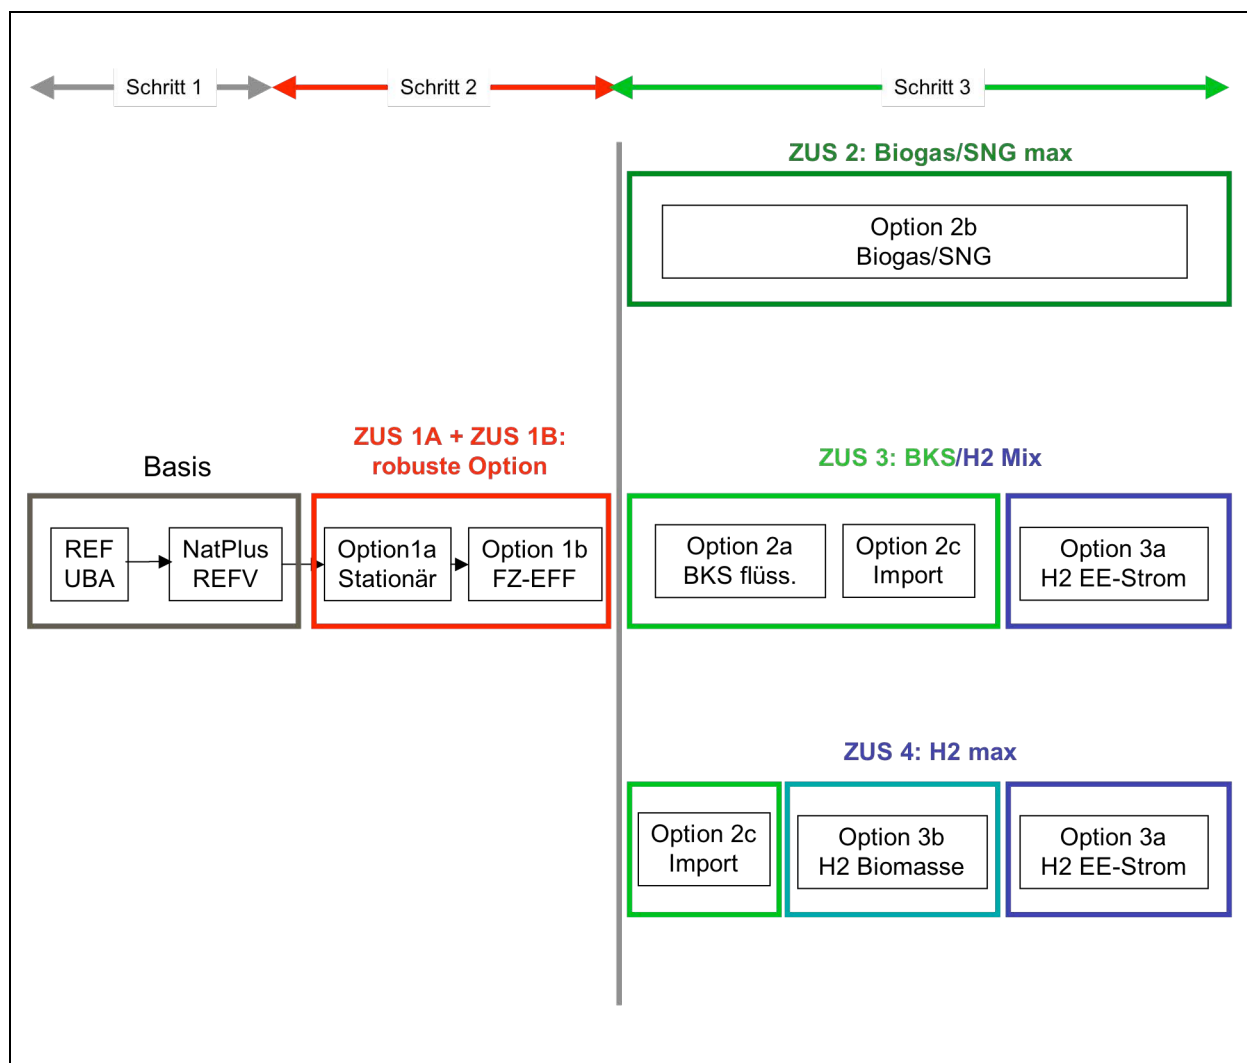 Schritt 1
Schritt 2
Schritt 3
ZUS 2: Biogas/SNG max
Option 2b
Biogas/SNG
Basis
REF
UBA
NatPlus
REFV
ZUS 1A + ZUS 1B:
robuste Option
Option1a
Stationär
Option 1b
FZ-EFF
ZUS 3: BKS/H2 Mix
Option 2a
BKS flüss.
Option 2c
Import
Option 3a
H2 EE-Strom
ZUS 4: H2 max
Option 2c
Import
Option 3b
H2 Biomasse
Option 3a
H2 EE-Strom